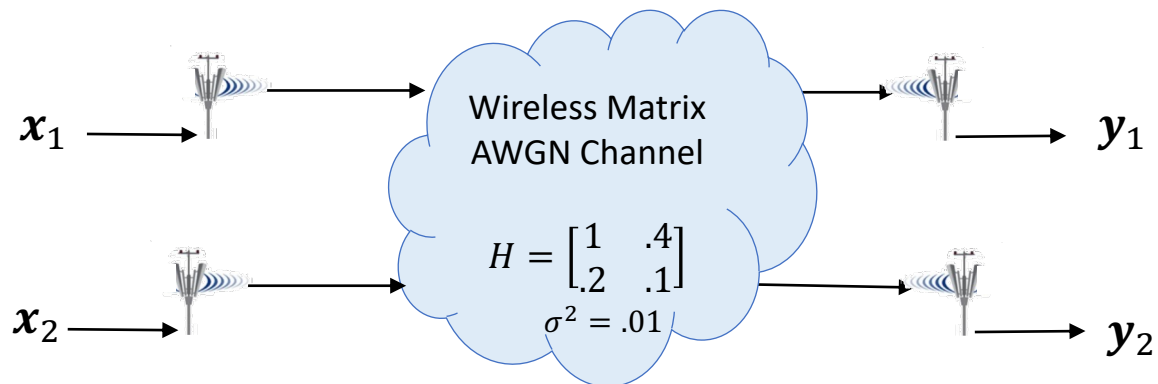 Wireless Matrix
AWGN Channel
x₁
y₁
H = [1 .4
.2 .1]
σ² = .01
x₂
y₂